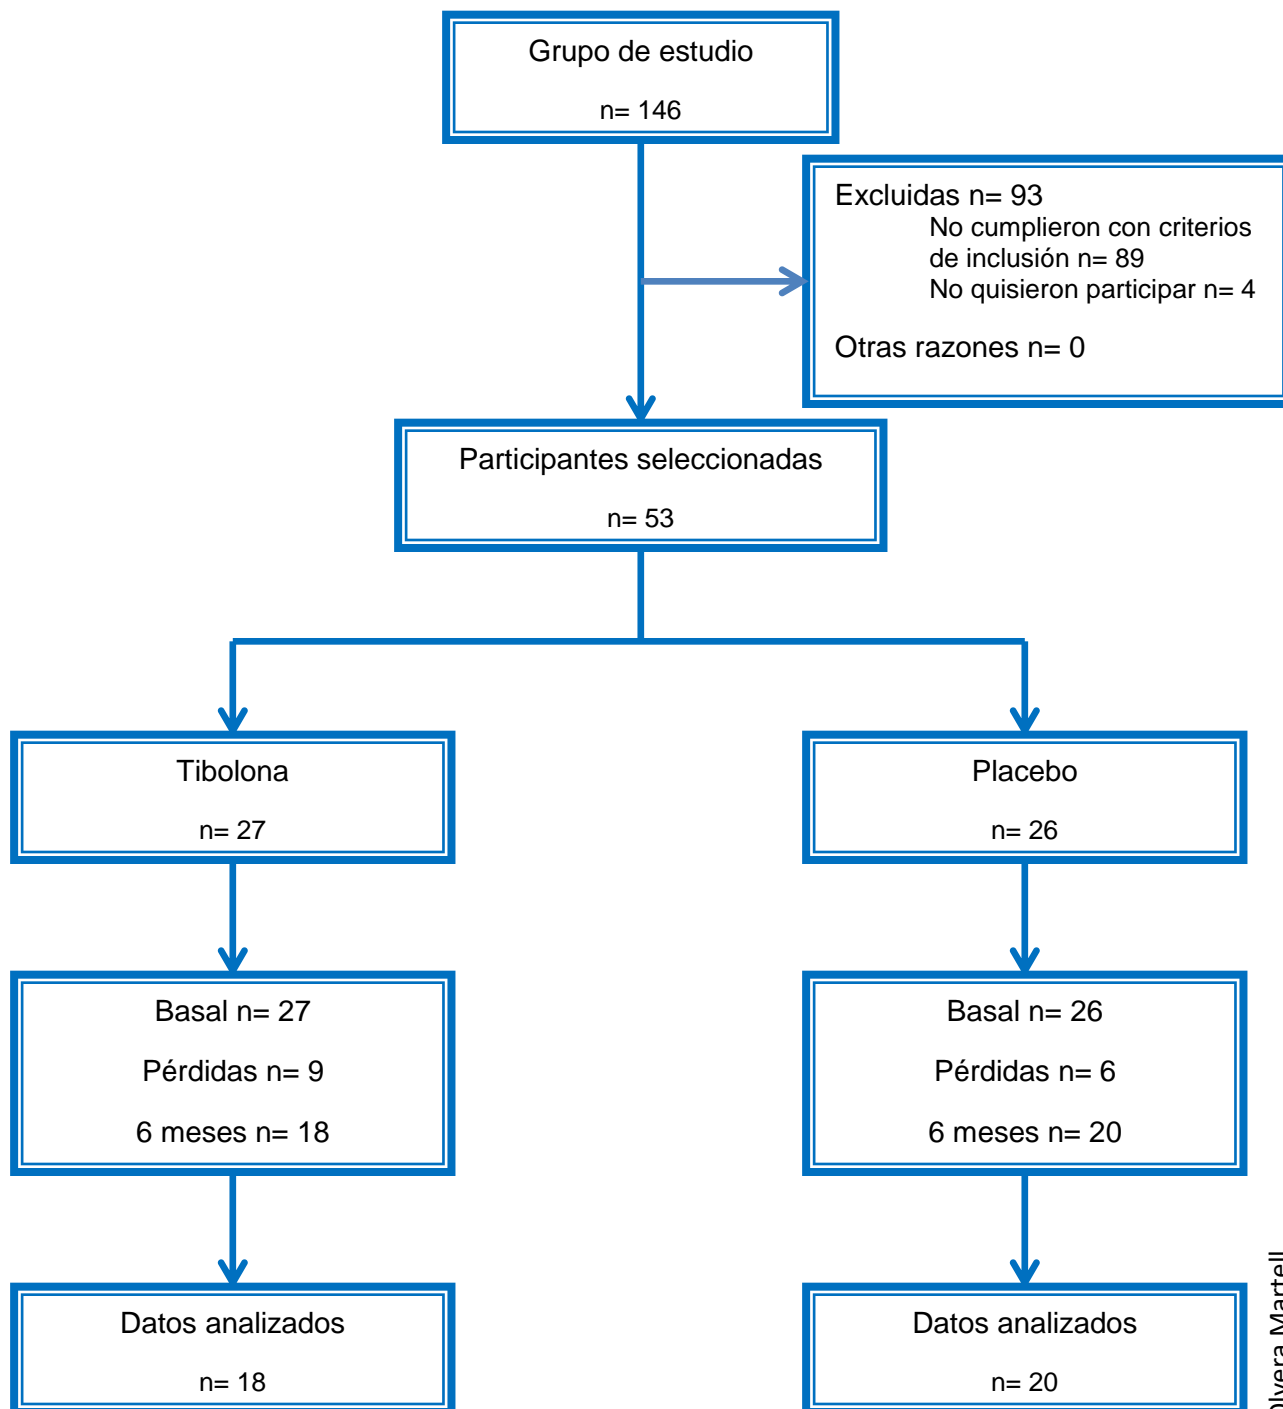 Grupo de estudio
n= 146
Excluidas n= 93
No cumplieron con criterios
de inclusión n= 89
No quisieron participar n= 4
Otras razones n= 0
Participantes seleccionadas
n= 53
Tibolona
n= 27
Placebo
n= 26
Basal n= 27
Pérdidas n= 9
6 meses n= 18
Basal n= 26
Pérdidas n= 6
6 meses n= 20
Datos analizados
n= 18
Datos analizados
n= 20
Martell